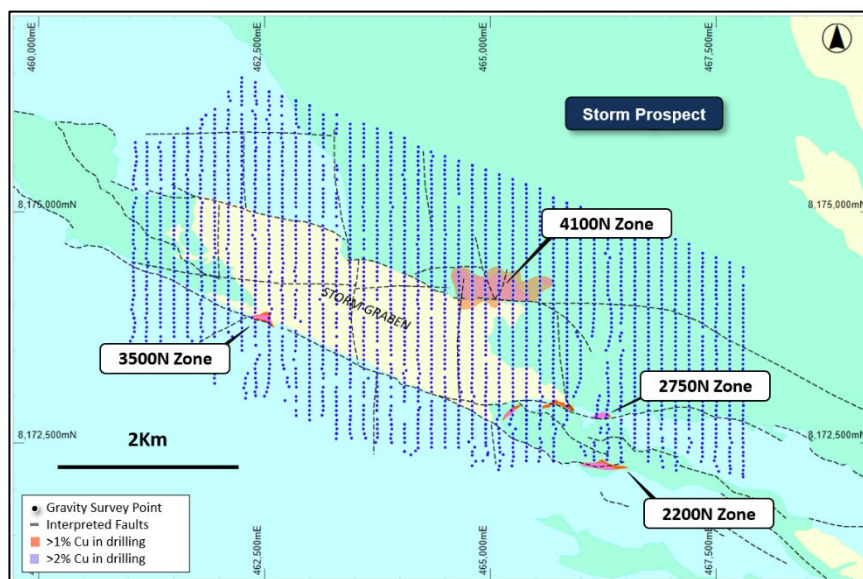 460,000mE
462,500mE
465,000mE
467,500mE
Storm Prospect
8,175,000mN
8,175,000mN
4100N Zone
STORM GRABEN
3500N Zone
2750N Zone
8,172,500mN
8,172,500mN
2Km
2200N Zone
Gravity Survey Point
Interpreted Faults
>1% Cu in drilling
>2% Cu in drilling
462,500mE
465,000mE
467,500mE